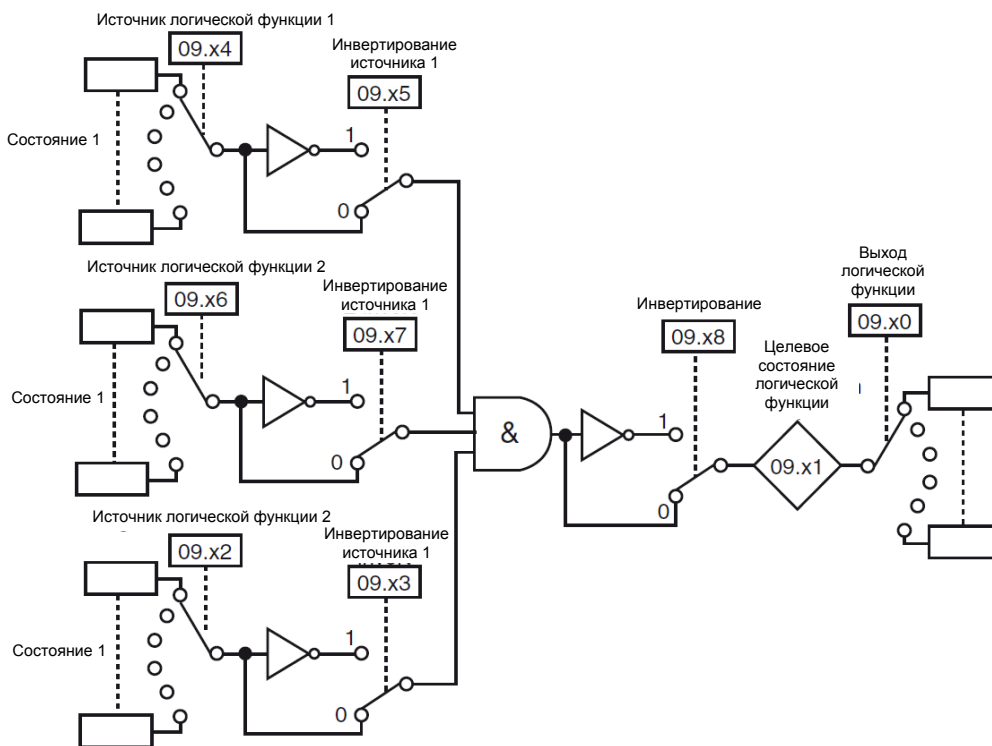 Источник логической функции 1
09.x4
Инвертирование
источника 1
09.x5
Состояние 1
1
0
Источник логической функции 2
09.x6
Инвертирование
источника 1
09.x7
Состояние 1
1
0
&
Инвертирование
09.x8
1
0
Целевое
состояние
логической
функции
09.x1
Выход
логической
функции
09.x0
Источник логической функции 2
09.x2
Инвертирование
источника 1
09.x3
Состояние 1
1
0